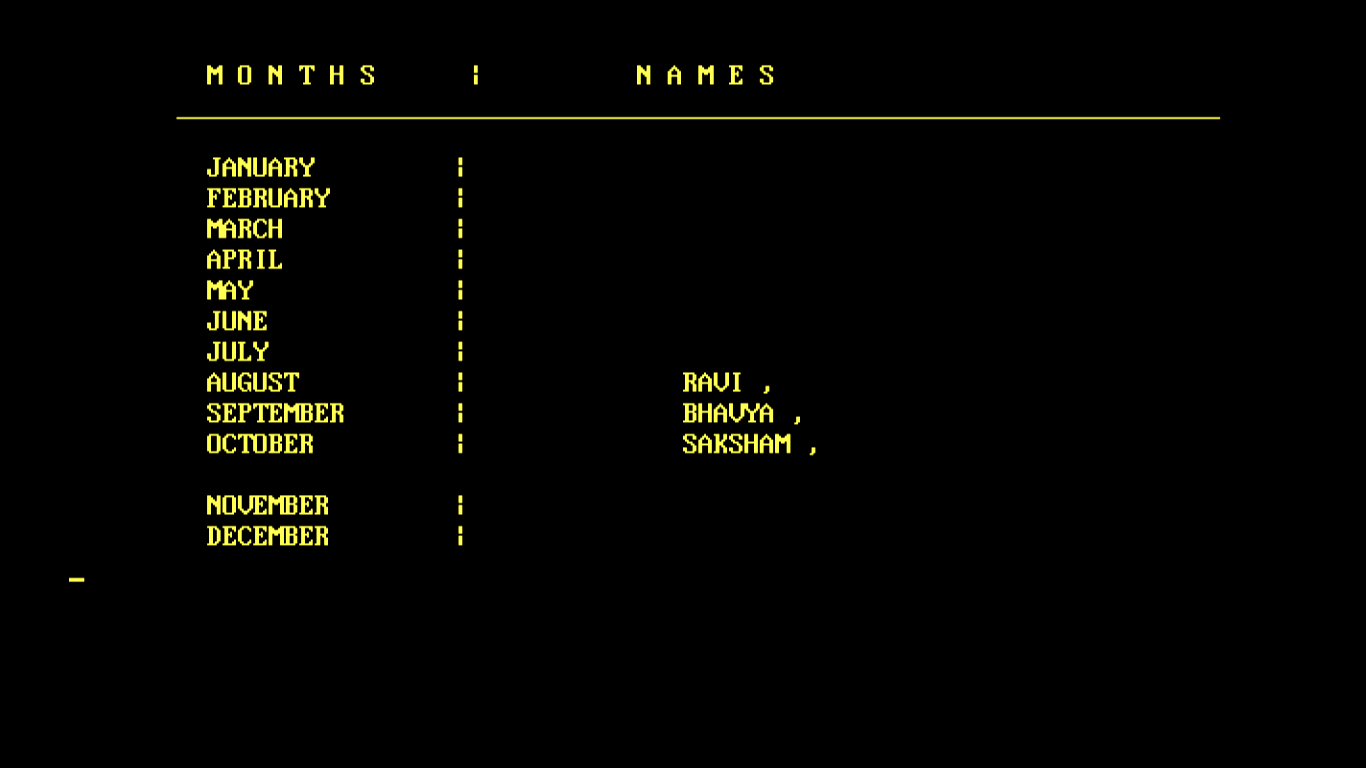 M O N T H S ¦ N A M E S
JANUARY ¦
FEBRUARY ¦
MARCH ¦
APRIL ¦
MAY ¦
JUNE ¦
JULY ¦
AUGUST ¦ RAVI ,
SEPTEMBER ¦ BHAVYA ,
OCTOBER ¦ SAKSHAM ,
NOVEMBER ¦
DECEMBER ¦